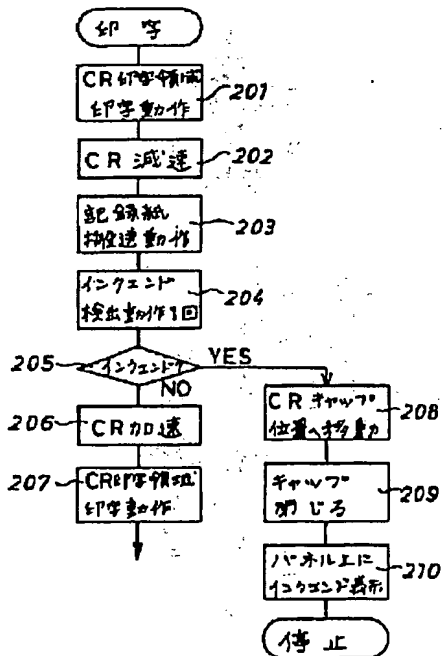 印字
CR印字領域
印字動作
201
CR 減速
202
記録紙
搬送動作
203
インクエンド
検出動作1回
204
205
インクエンド?
YES
NO
206
CR加速
207
CR印字領域
印字動作
CRキャップ
位置へ移動
208
キャップ
閉じる
209
パネル上に
インクエンド表示
210
停止